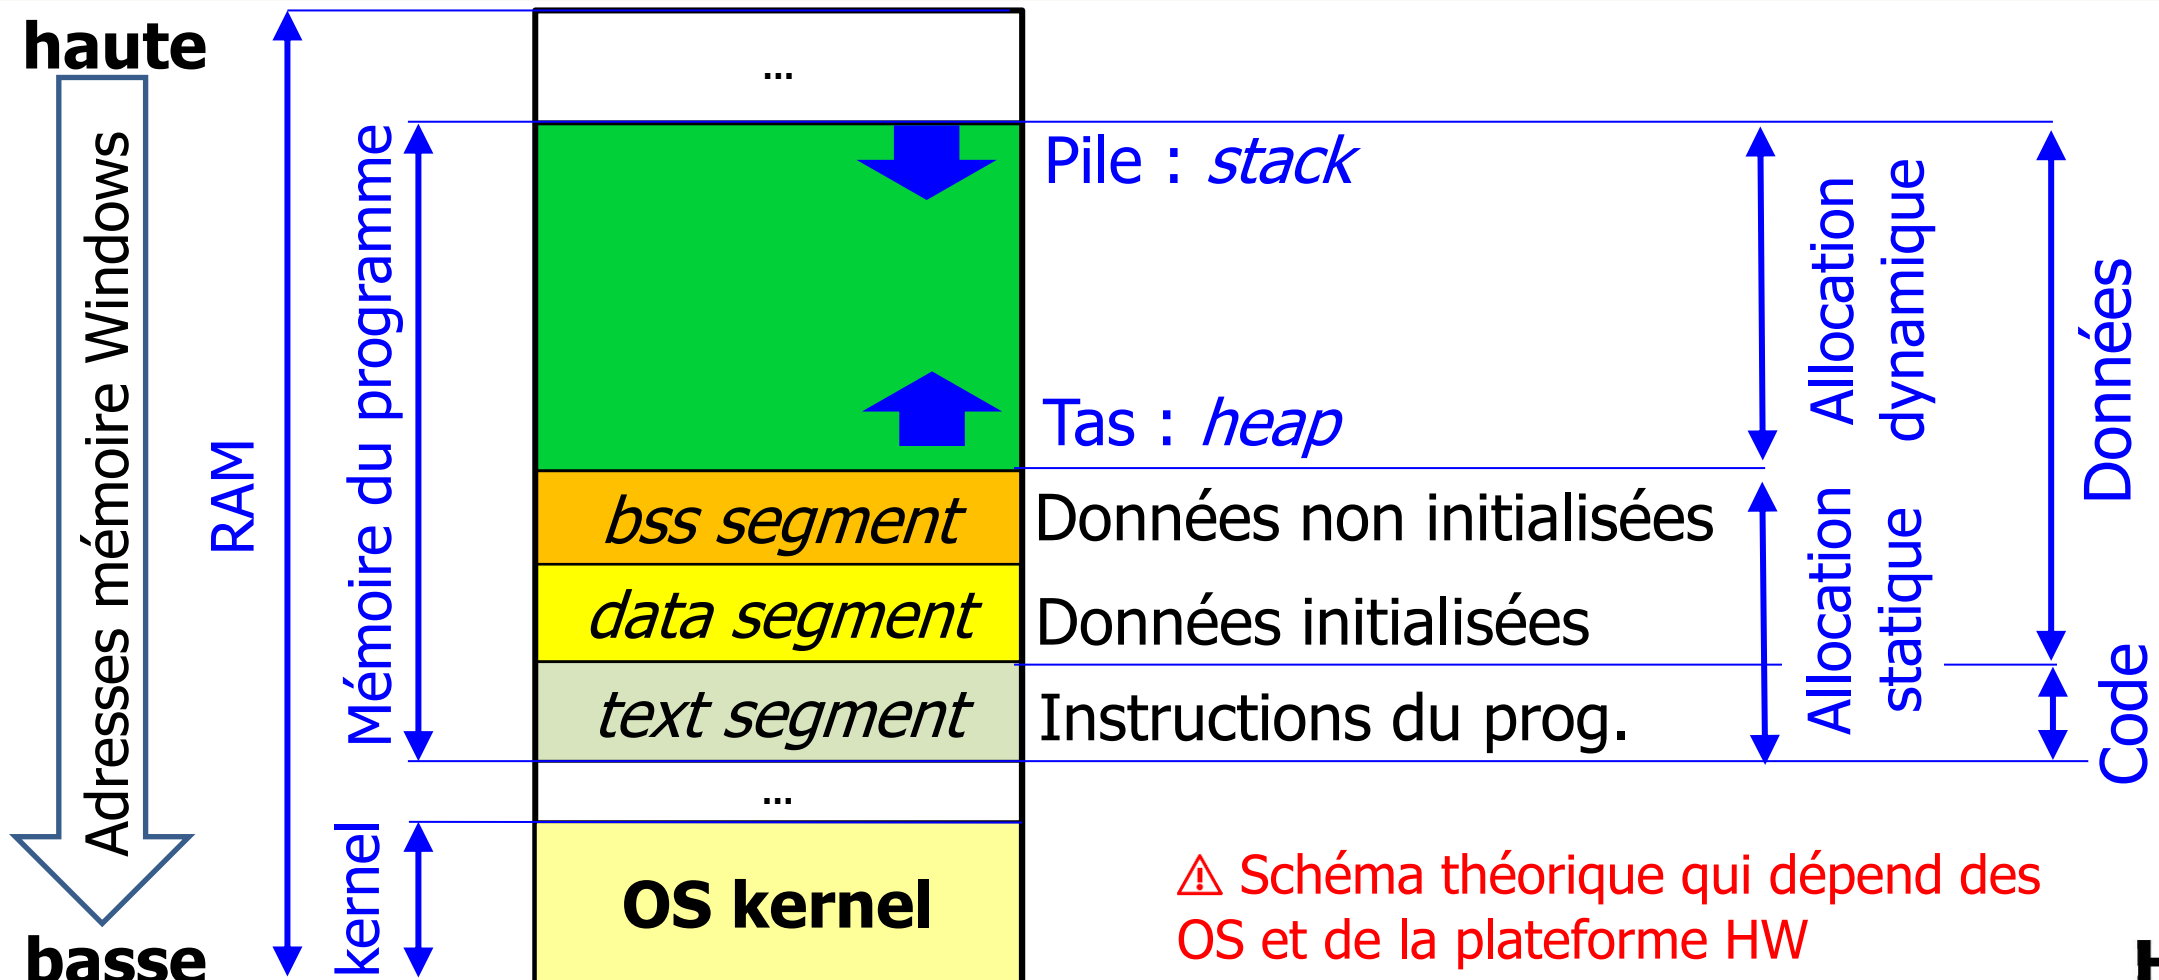 haute
Adresses mémoire Windows
basse
RAM
Mémoire du programme
kernel
...
Pile : stack
Tas : heap
bss segment
Données non initialisées
data segment
Données initialisées
text segment
Instructions du prog.
...
OS kernel
Allocation
dynamique
Allocation
statique
Données
Code
⚠ Schéma théorique qui dépend des
OS et de la plateforme HW